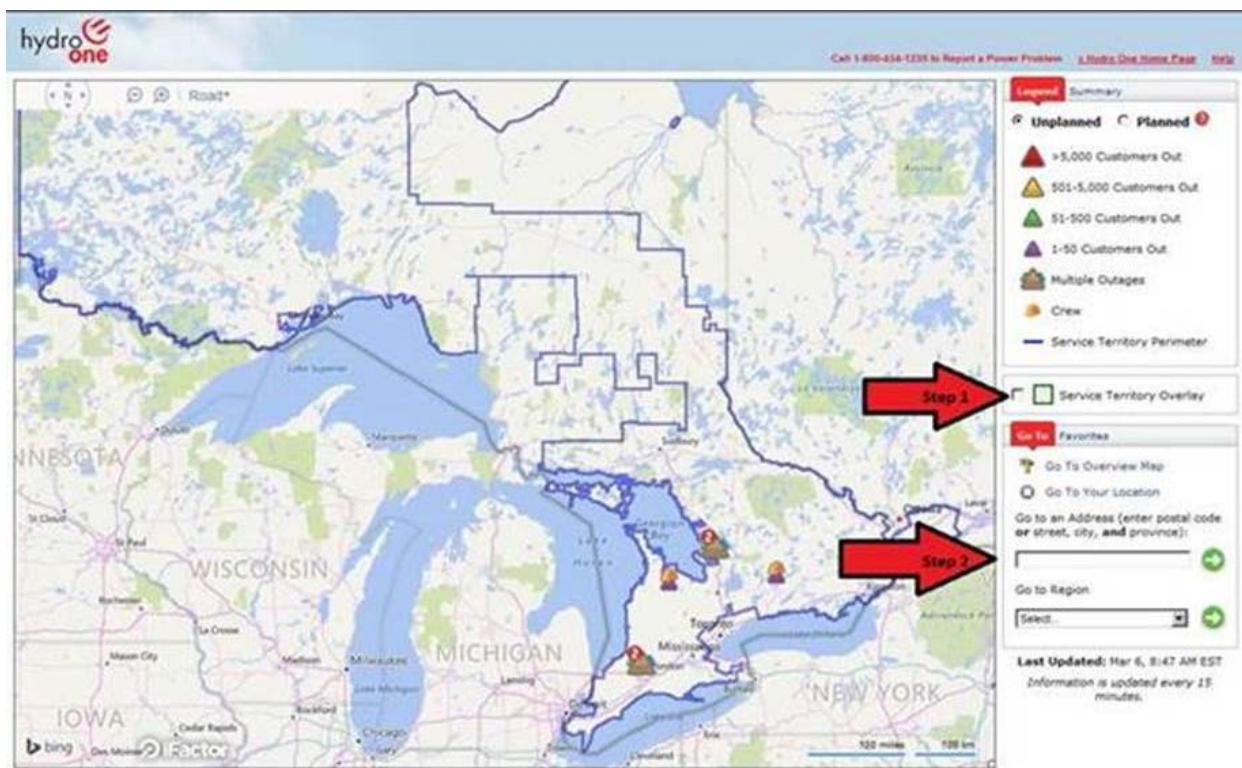 hydro
one
Call 1-800-434-1235 to Report a Power Problem
Hydro One Home Page
Help
N
Road
Legend
Summary
Unplanned
Planned
?
>5,000 Customers Out
501-5,000 Customers Out
51-500 Customers Out
1-50 Customers Out
Multiple Outages
Crew
Service Territory Perimeter
Step 1
Service Territory Overlay
Go To
Favorites
Go To Overview Map
Go To Your Location
Go to an Address (enter postal code
or street, city, and province):
Step 2
Go to Region
Select...
Last Updated: Mar 6, 8:47 AM EST
Information is updated every 15
minutes.
Lake Superior
Duluth
Marquette
Sudbury
Laval
St Cloud
St Paul
WISCONSIN
Georgian
Bay
Lake
Huron
2
Rochester
La Crosse
Toronto
Mason City
Madison
Milwaukee
MICHIGAN
Lansing
2
London
Lake Michigan
Rockford
Detroit
Buffalo
NEW YORK
IOWA
Cedar Rapids
Chicago
Gary
Erie
Cleveland
bing
Des Moines
Factor
100 miles
100 km